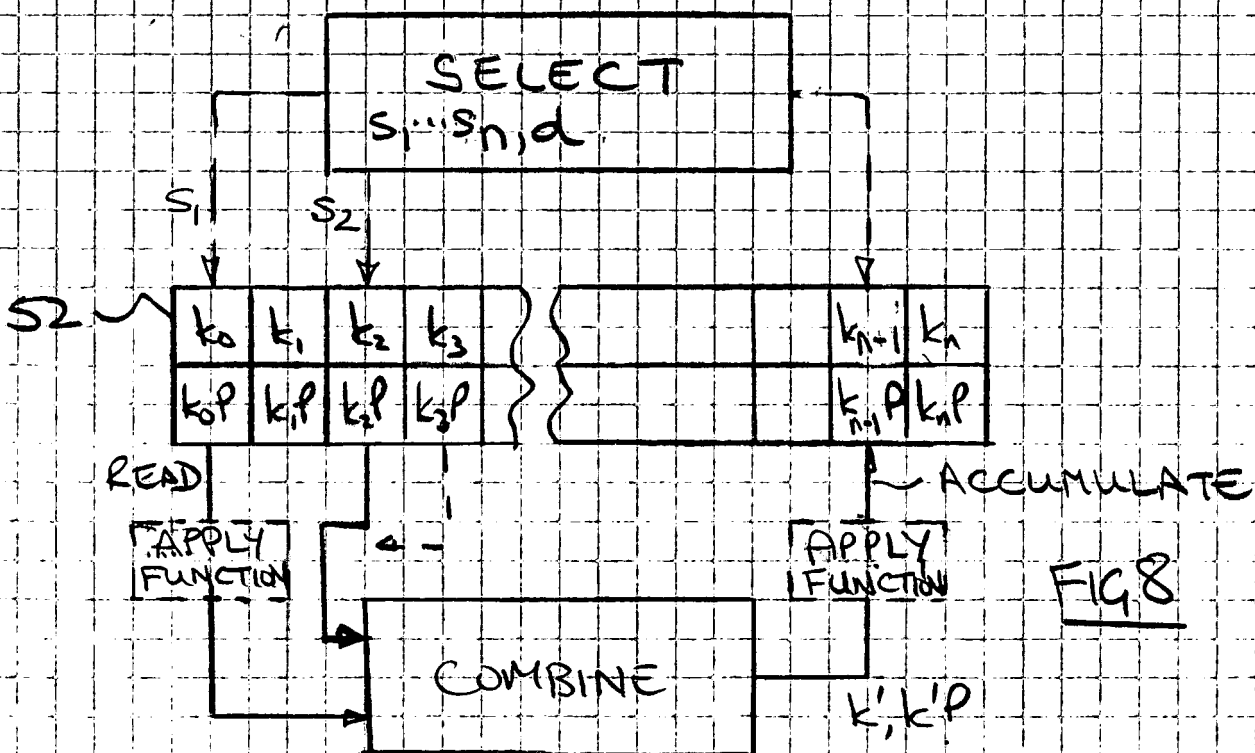 SELECT
S₁...Sn,d
S₁
S₂
52
k₀ k₁ k₂ k₃ kn-1 kn
k₀P k₁P k₂P k₃P kn-1P knP
READ
ACCUMULATE
APPLY
FUNCTION
APPLY
FUNCTION
FIG 8
COMBINE
k', k'P